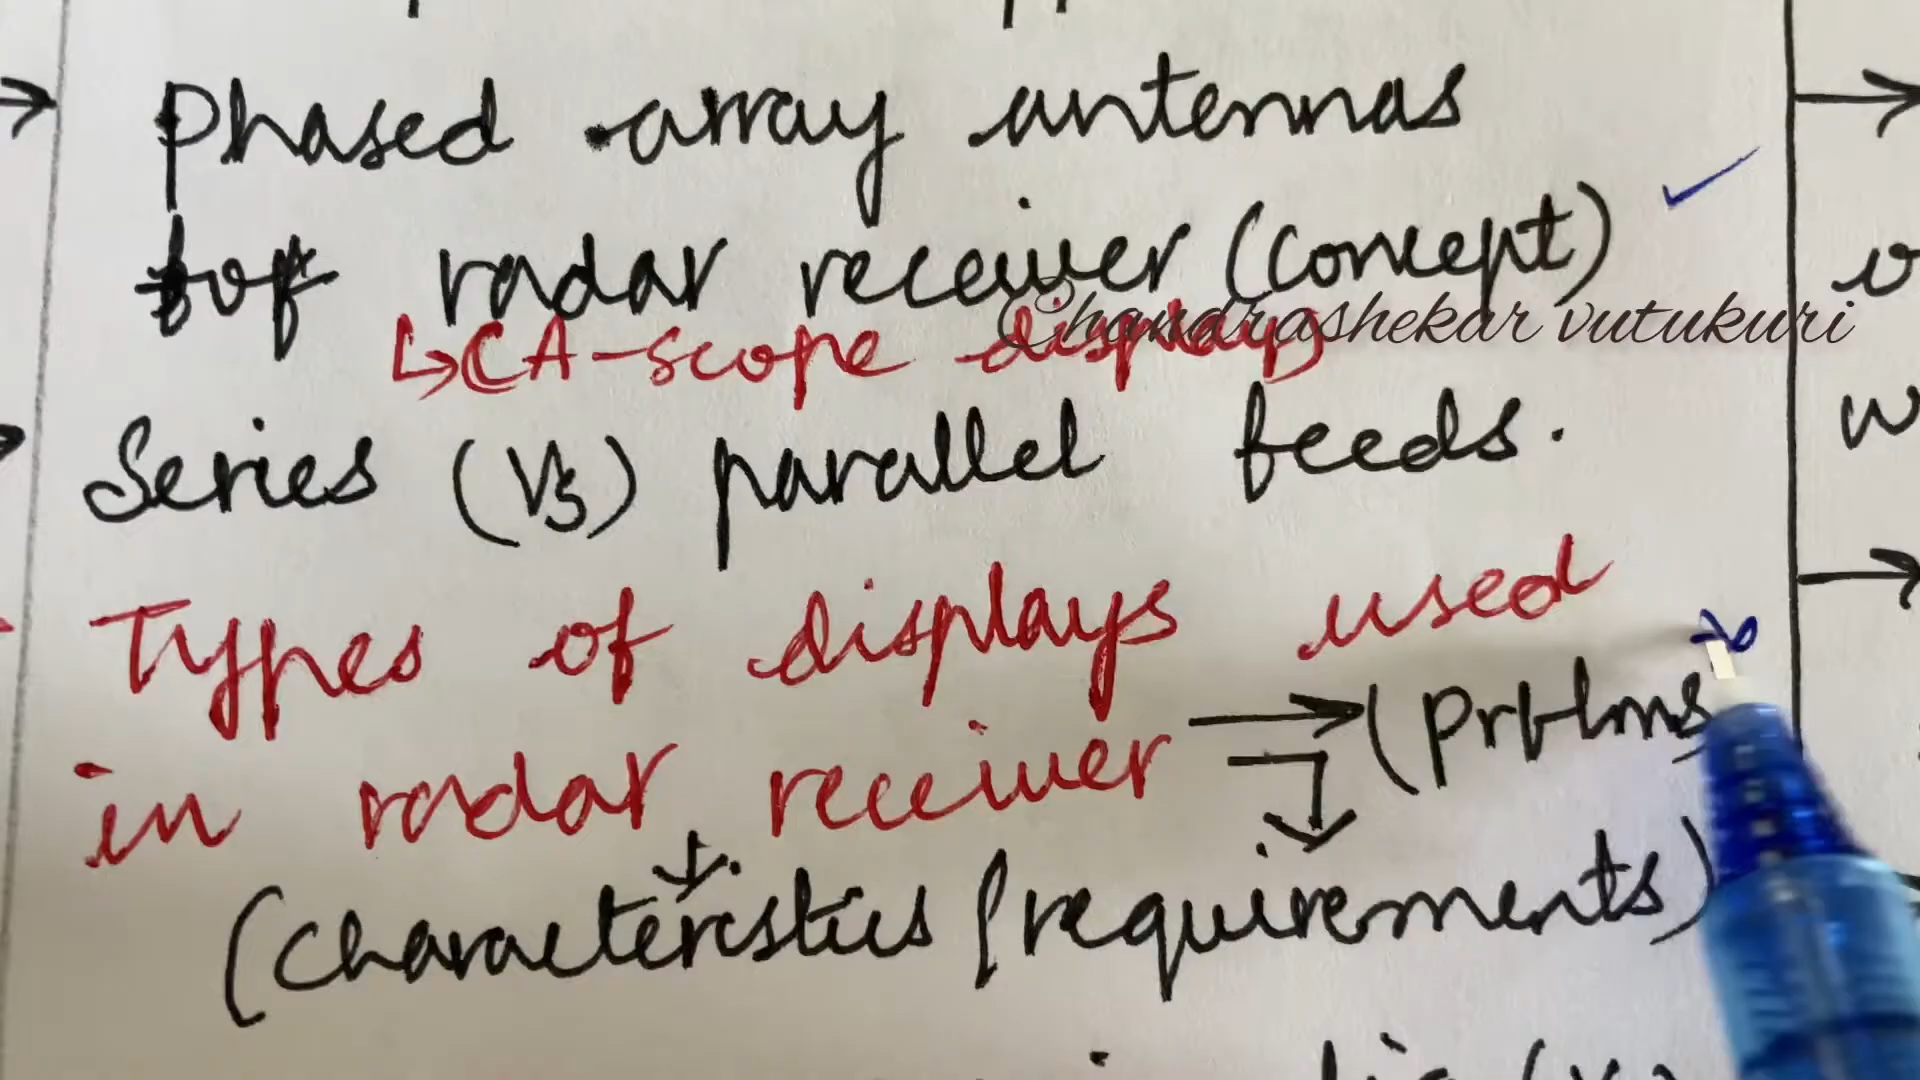 Phased array antennas
for radar receiver (concept)
Chandrashekar vutukuri
↳ (A-scope display)
Series (Vs) parallel feeds.
Types of displays used
in radar receiver → (Prblms
(characteristics / requirements)